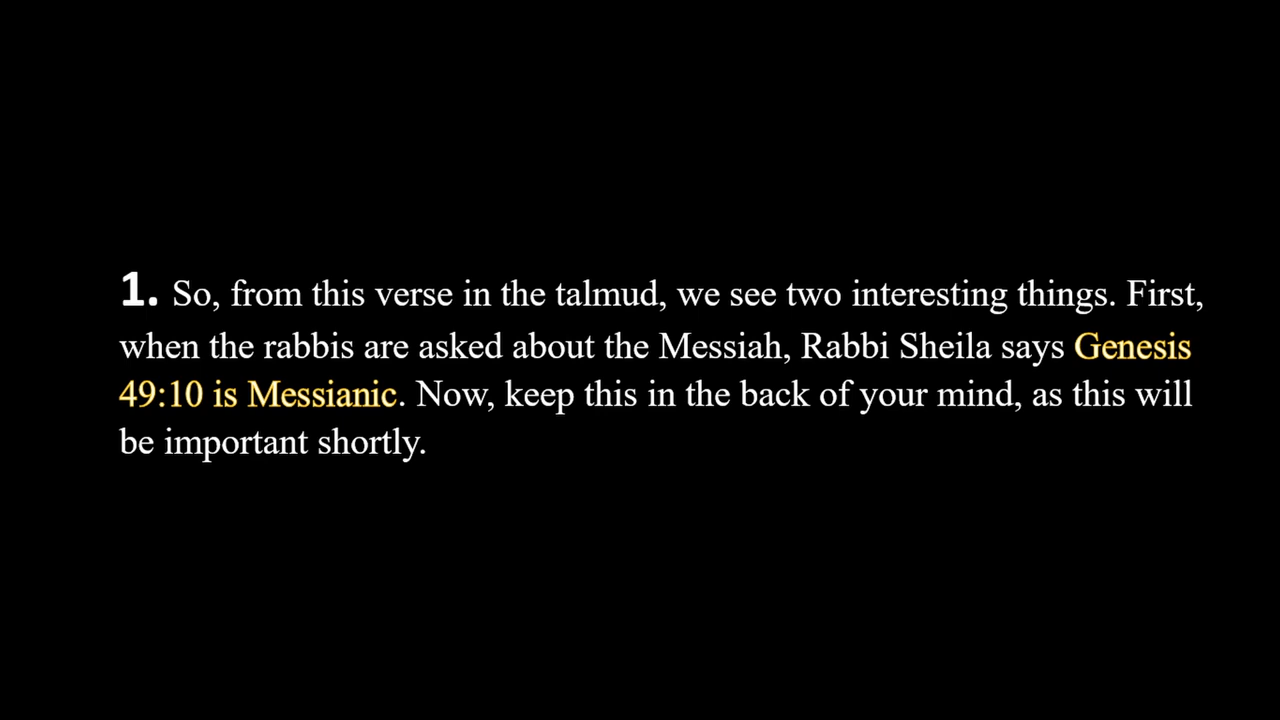 1. So, from this verse in the talmud, we see two interesting things. First,
when the rabbis are asked about the Messiah, Rabbi Sheila says Genesis
49:10 is Messianic. Now, keep this in the back of your mind, as this will
be important shortly.